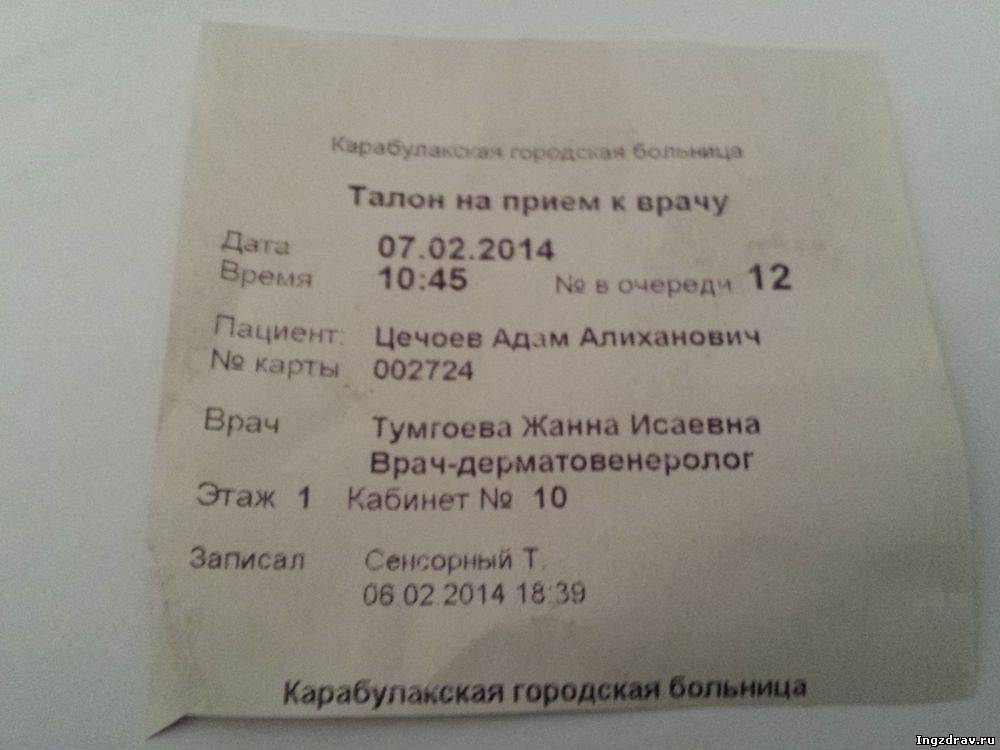 Карабулакская городская больница
Талон на прием к врачу
Дата 07.02.2014
Время 10:45 № в очереди 12
Пациент: Цечоев Адам Алиханович
№ карты 002724
Врач Тумгоева Жанна Исаевна
Врач-дерматовенеролог
Этаж 1 Кабинет № 10
Записал Сенсорный Т.
06.02.2014 18:39
Карабулакская городская больница
Ingzdrav.ru